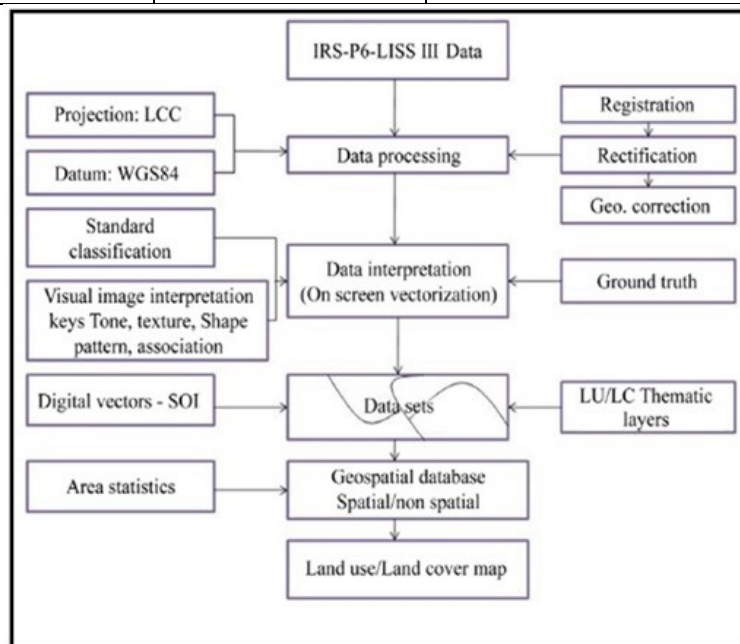 IRS-P6-LISS III Data
Projection: LCC
Datum: WGS84
Data processing
Registration
Rectification
Geo. correction
Standard
classification
Visual image interpretation
keys Tone, texture, Shape
pattern, association
Data interpretation
(On screen vectorization)
Ground truth
Digital vectors - SOI
Data sets
LU/LC Thematic
layers
Area statistics
Geospatial database
Spatial/non spatial
Land use/Land cover map